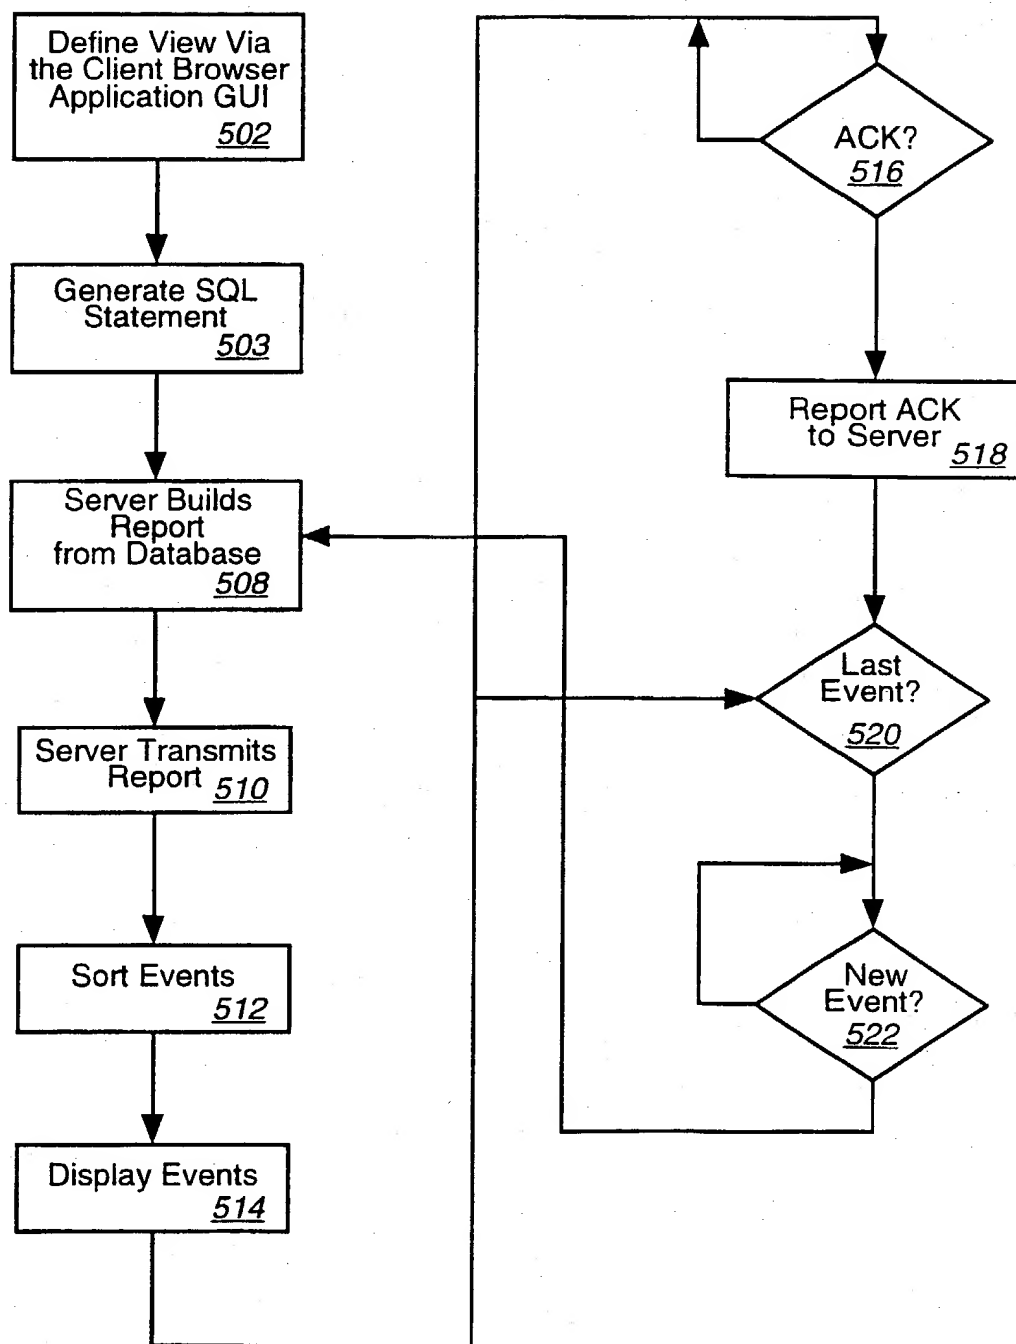 Define View Via
the Client Browser
Application GUI
502
Generate SQL
Statement
503
Server Builds
Report
from Database
508
Server Transmits
Report 510
Sort Events
512
Display Events
514
ACK?
516
Report ACK
to Server
518
Last
Event?
520
New
Event?
522